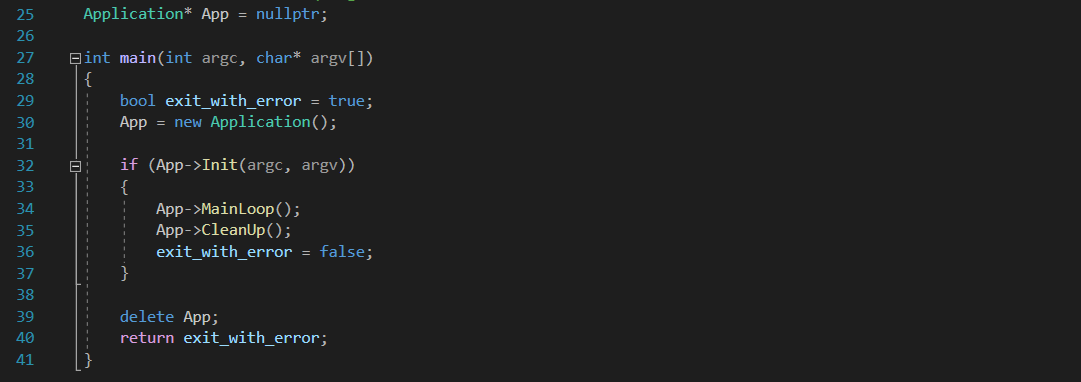 25 Application* App = nullptr;
26
27 int main(int argc, char* argv[])
28 {
29 bool exit_with_error = true;
30 App = new Application();
31
32 if (App->Init(argc, argv))
33 {
34 App->MainLoop();
35 App->CleanUp();
36 exit_with_error = false;
37 }
38
39 delete App;
40 return exit_with_error;
41 }